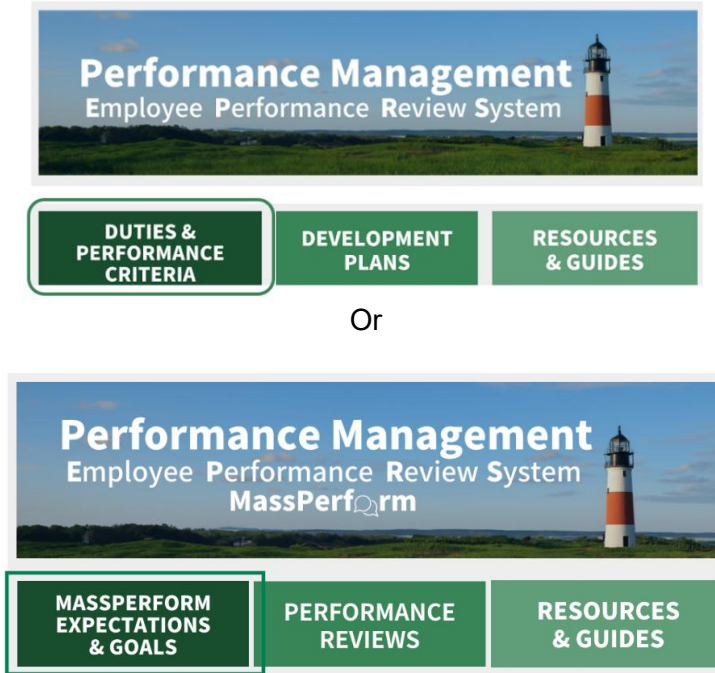 Performance Management
Employee Performance Review System
DUTIES &
PERFORMANCE
CRITERIA
DEVELOPMENT
PLANS
RESOURCES
& GUIDES
Or
Performance Management
Employee Performance Review System
MassPerform
MASSPERFORM
EXPECTATIONS
& GOALS
PERFORMANCE
REVIEWS
RESOURCES
& GUIDES